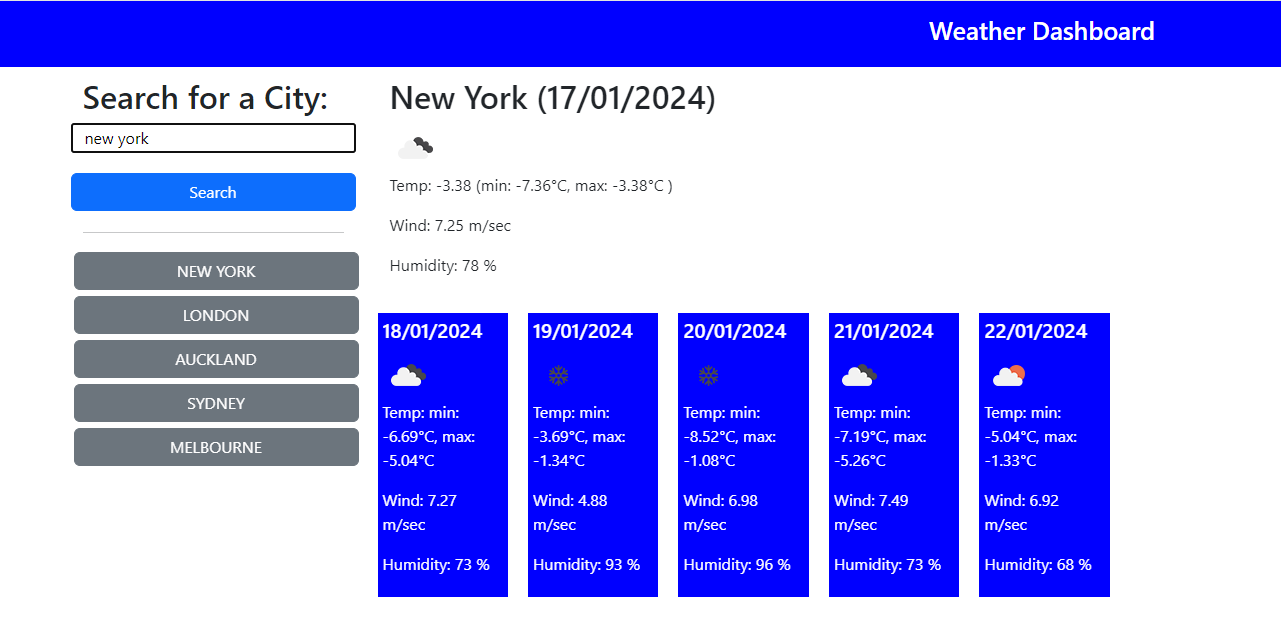 Weather Dashboard
Search for a City:
new york
Search
NEW YORK
LONDON
AUCKLAND
SYDNEY
MELBOURNE
New York (17/01/2024)
Temp: -3.38 (min: -7.36°C, max: -3.38°C )
Wind: 7.25 m/sec
Humidity: 78 %
18/01/2024
Temp: min:
-6.69°C, max:
-5.04°C
Wind: 7.27
m/sec
Humidity: 73 %
19/01/2024
Temp: min:
-3.69°C, max:
-1.34°C
Wind: 4.88
m/sec
Humidity: 93 %
20/01/2024
Temp: min:
-8.52°C, max:
-1.08°C
Wind: 6.98
m/sec
Humidity: 96 %
21/01/2024
Temp: min:
-7.19°C, max:
-5.26°C
Wind: 7.49
m/sec
Humidity: 73 %
22/01/2024
Temp: min:
-5.04°C, max:
-1.33°C
Wind: 6.92
m/sec
Humidity: 68 %